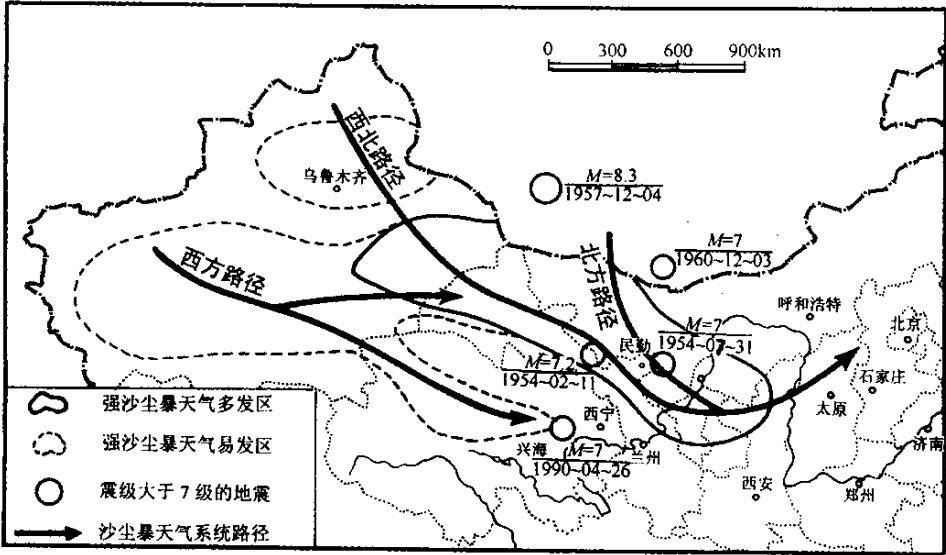 0 300 600 900km
西北路径
乌鲁木齐
M=8.3
1957~12~04
西方路径
北方路径
M=7
1960~12~03
呼和浩特
北京
民勤
M=7
1954~07~31
M=7.2
1954~02~11
石家庄
太原
西宁
济南
兴海
M=7
1990~04~26
兰州
西安
郑州
强沙尘暴天气多发区
强沙尘暴天气易发区
震级大于7级的地震
沙尘暴天气系统路径